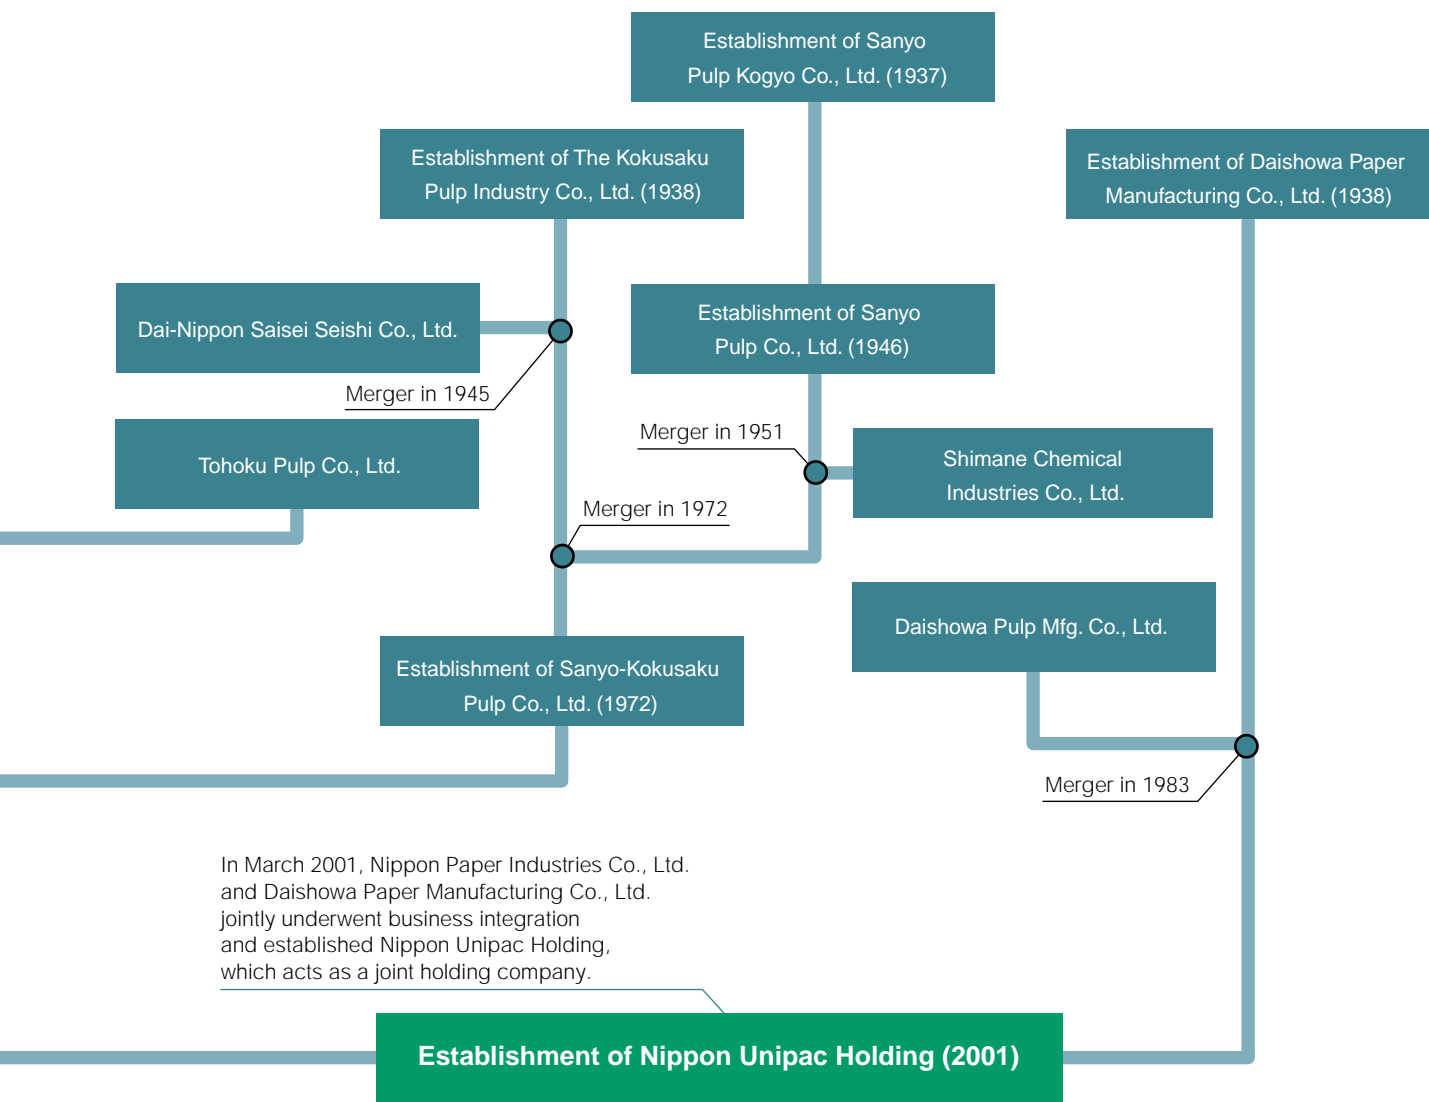 Establishment of Sanyo
Pulp Kogyo Co., Ltd. (1937)
Establishment of The Kokusaku
Pulp Industry Co., Ltd. (1938)
Establishment of Daishowa Paper
Manufacturing Co., Ltd. (1938)
Dai-Nippon Saisei Seishi Co., Ltd.
Establishment of Sanyo
Pulp Co., Ltd. (1946)
Merger in 1945
Tohoku Pulp Co., Ltd.
Merger in 1951
Shimane Chemical
Industries Co., Ltd.
Merger in 1972
Daishowa Pulp Mfg. Co., Ltd.
Establishment of Sanyo-Kokusaku
Pulp Co., Ltd. (1972)
Merger in 1983
In March 2001, Nippon Paper Industries Co., Ltd.
and Daishowa Paper Manufacturing Co., Ltd.
jointly underwent business integration
and established Nippon Unipac Holding,
which acts as a joint holding company.
Establishment of Nippon Unipac Holding (2001)